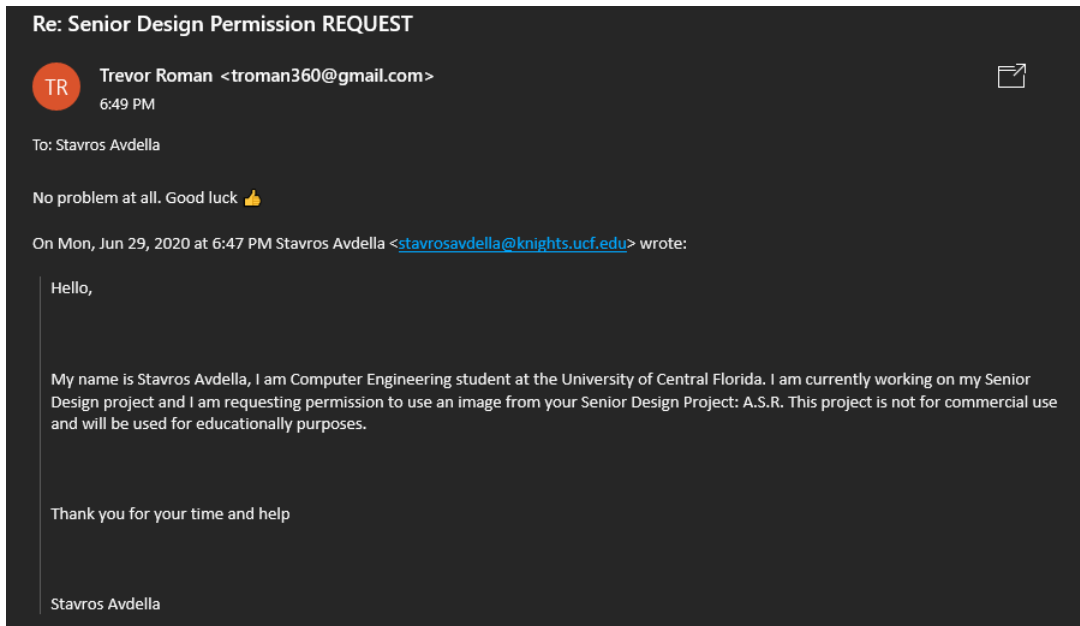 Re: Senior Design Permission REQUEST
TR
Trevor Roman <troman360@gmail.com>
6:49 PM
To: Stavros Avdella
No problem at all. Good luck 👍
On Mon, Jun 29, 2020 at 6:47 PM Stavros Avdella <stavrosavdella@knights.ucf.edu> wrote:
Hello,
My name is Stavros Avdella, I am Computer Engineering student at the University of Central Florida. I am currently working on my Senior
Design project and I am requesting permission to use an image from your Senior Design Project: A.S.R. This project is not for commercial use
and will be used for educationally purposes.
Thank you for your time and help
Stavros Avdella